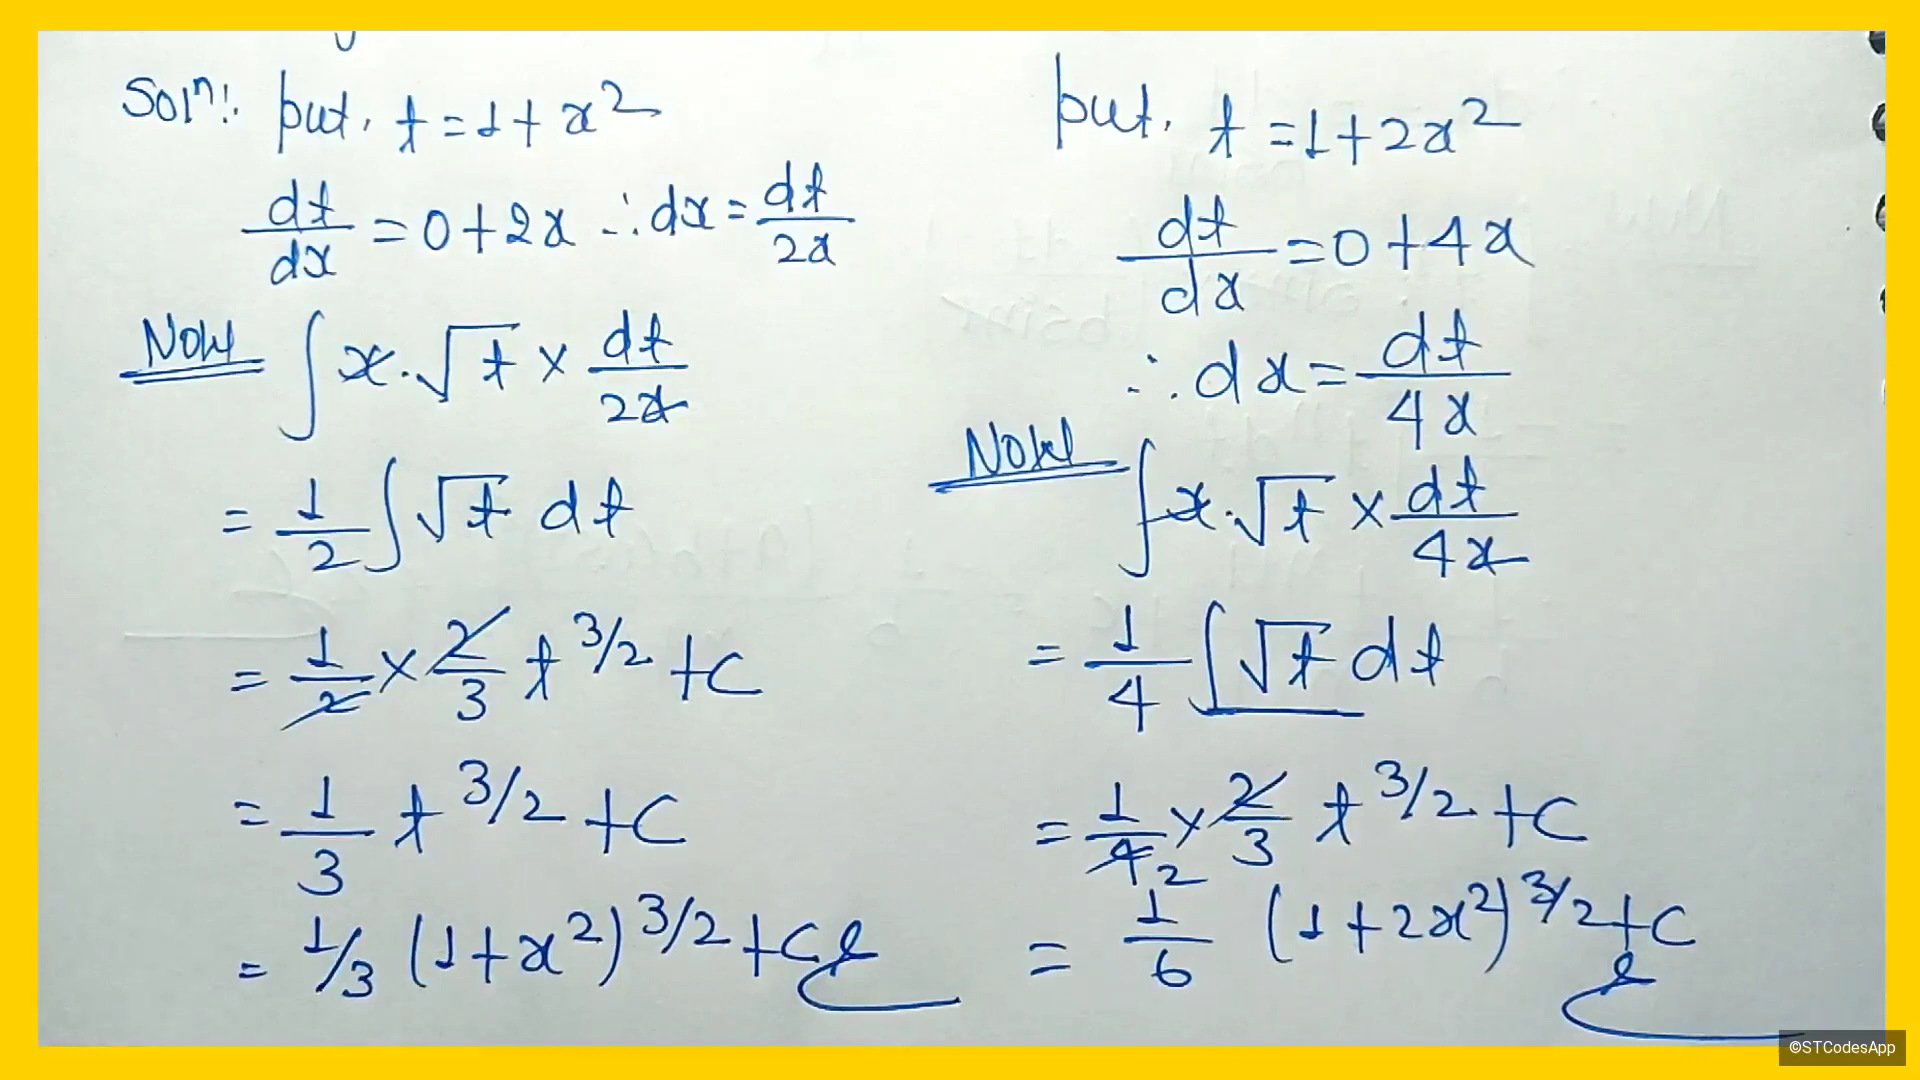 Solⁿ:. put, t = 1 + x²
dt/dx = 0 + 2x ∴ dx = dt/2x
Now ∫ x.√t × dt/2x
= 1/2 ∫ √t dt
= 1/2 × 2/3 t^3/2 + C
= 1/3 t^3/2 + C
= 1/3 (1 + x²)^3/2 + C
put, t = 1 + 2x²
dt/dx = 0 + 4x
∴ dx = dt/4x
Now ∫ x.√t × dt/4x
= 1/4 ∫ √t dt
= 1/4 2 × 2/3 t^3/2 + C
= 1/6 (1 + 2x²)^3/2 + C
©STCodesApp